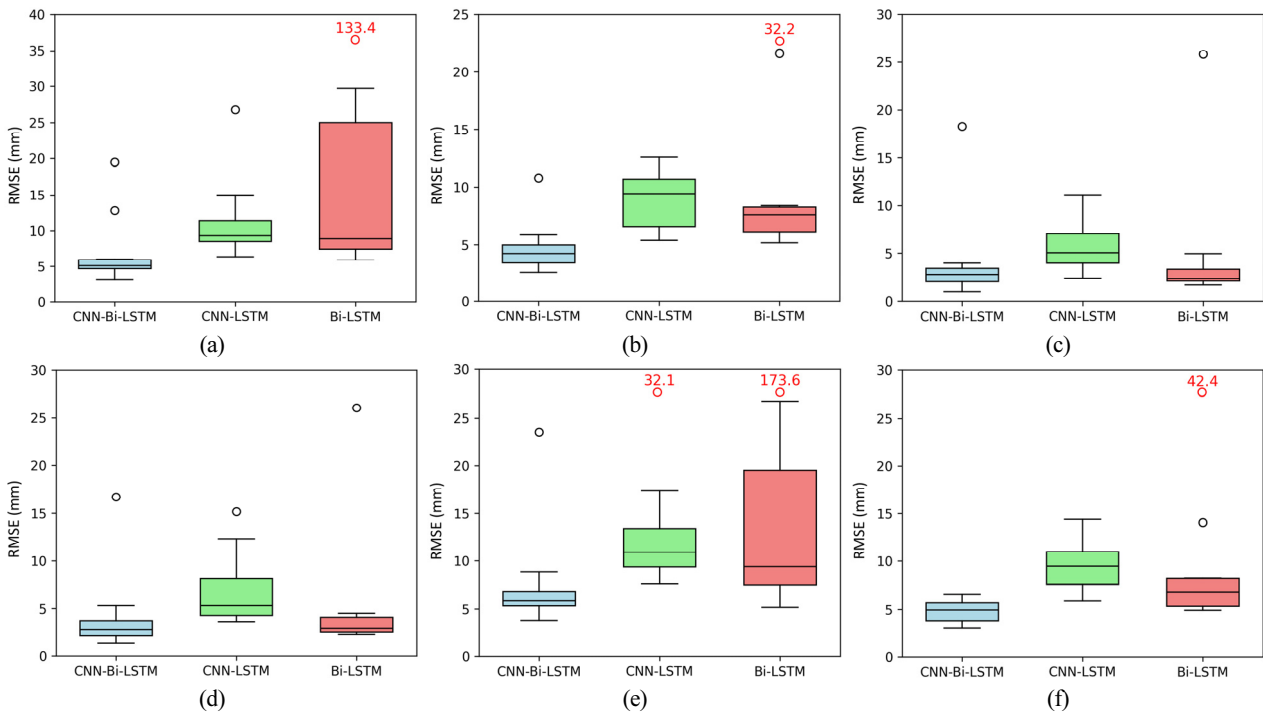 40
35
30
25
20
15
10
5
0
RMSE (mm)
133.4
CNN-Bi-LSTM CNN-LSTM Bi-LSTM
(a)
25
20
15
10
5
0
RMSE (mm)
32.2
CNN-Bi-LSTM CNN-LSTM Bi-LSTM
(b)
30
25
20
15
10
5
0
RMSE (mm)
CNN-Bi-LSTM CNN-LSTM Bi-LSTM
(c)
30
25
20
15
10
5
0
RMSE (mm)
CNN-Bi-LSTM CNN-LSTM Bi-LSTM
(d)
30
25
20
15
10
5
0
RMSE (mm)
32.1 173.6
CNN-Bi-LSTM CNN-LSTM Bi-LSTM
(e)
30
25
20
15
10
5
0
RMSE (mm)
42.4
CNN-Bi-LSTM CNN-LSTM Bi-LSTM
(f)